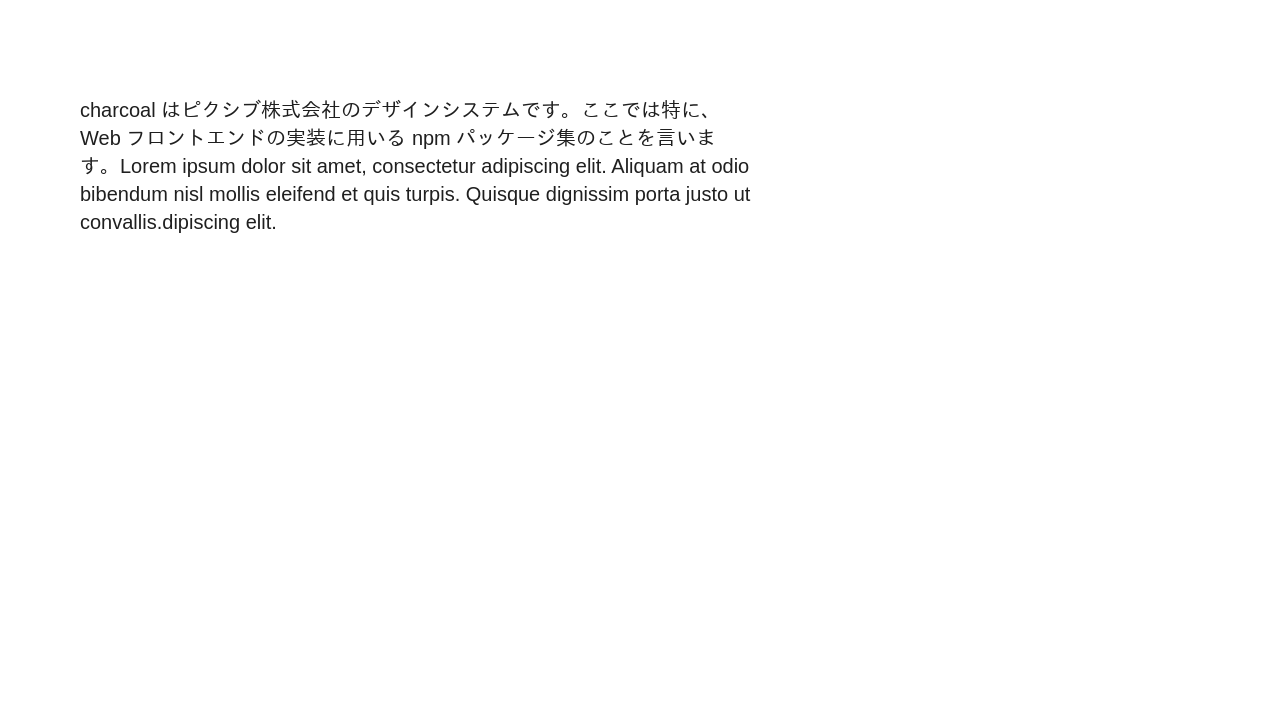 charcoal はピクシブ株式会社のデザインシステムです。ここでは特に、
Web フロントエンドの実装に用いる npm パッケージ集のことを言いま
す。Lorem ipsum dolor sit amet, consectetur adipiscing elit. Aliquam at odio
bibendum nisl mollis eleifend et quis turpis. Quisque dignissim porta justo ut
convallis.dipiscing elit.